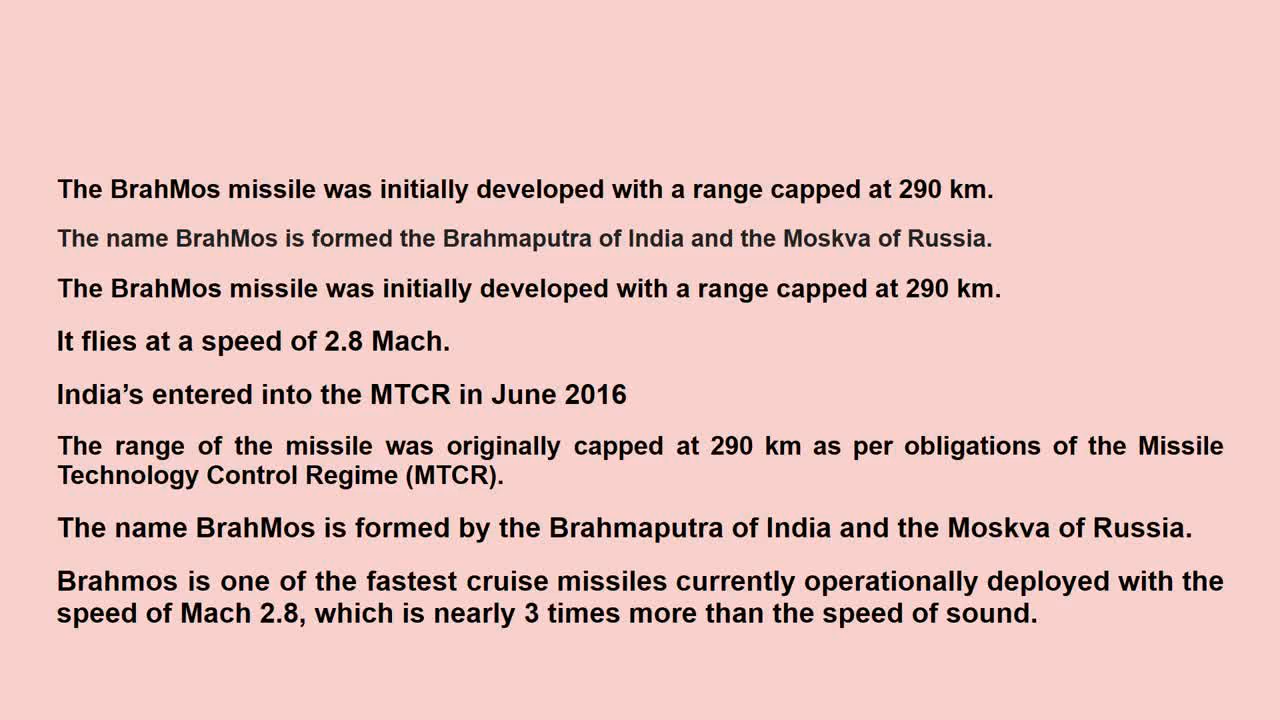 The BrahMos missile was initially developed with a range capped at 290 km.
The name BrahMos is formed the Brahmaputra of India and the Moskva of Russia.
The BrahMos missile was initially developed with a range capped at 290 km.
It flies at a speed of 2.8 Mach.
India’s entered into the MTCR in June 2016
The range of the missile was originally capped at 290 km as per obligations of the Missile
Technology Control Regime (MTCR).
The name BrahMos is formed by the Brahmaputra of India and the Moskva of Russia.
Brahmos is one of the fastest cruise missiles currently operationally deployed with the
speed of Mach 2.8, which is nearly 3 times more than the speed of sound.